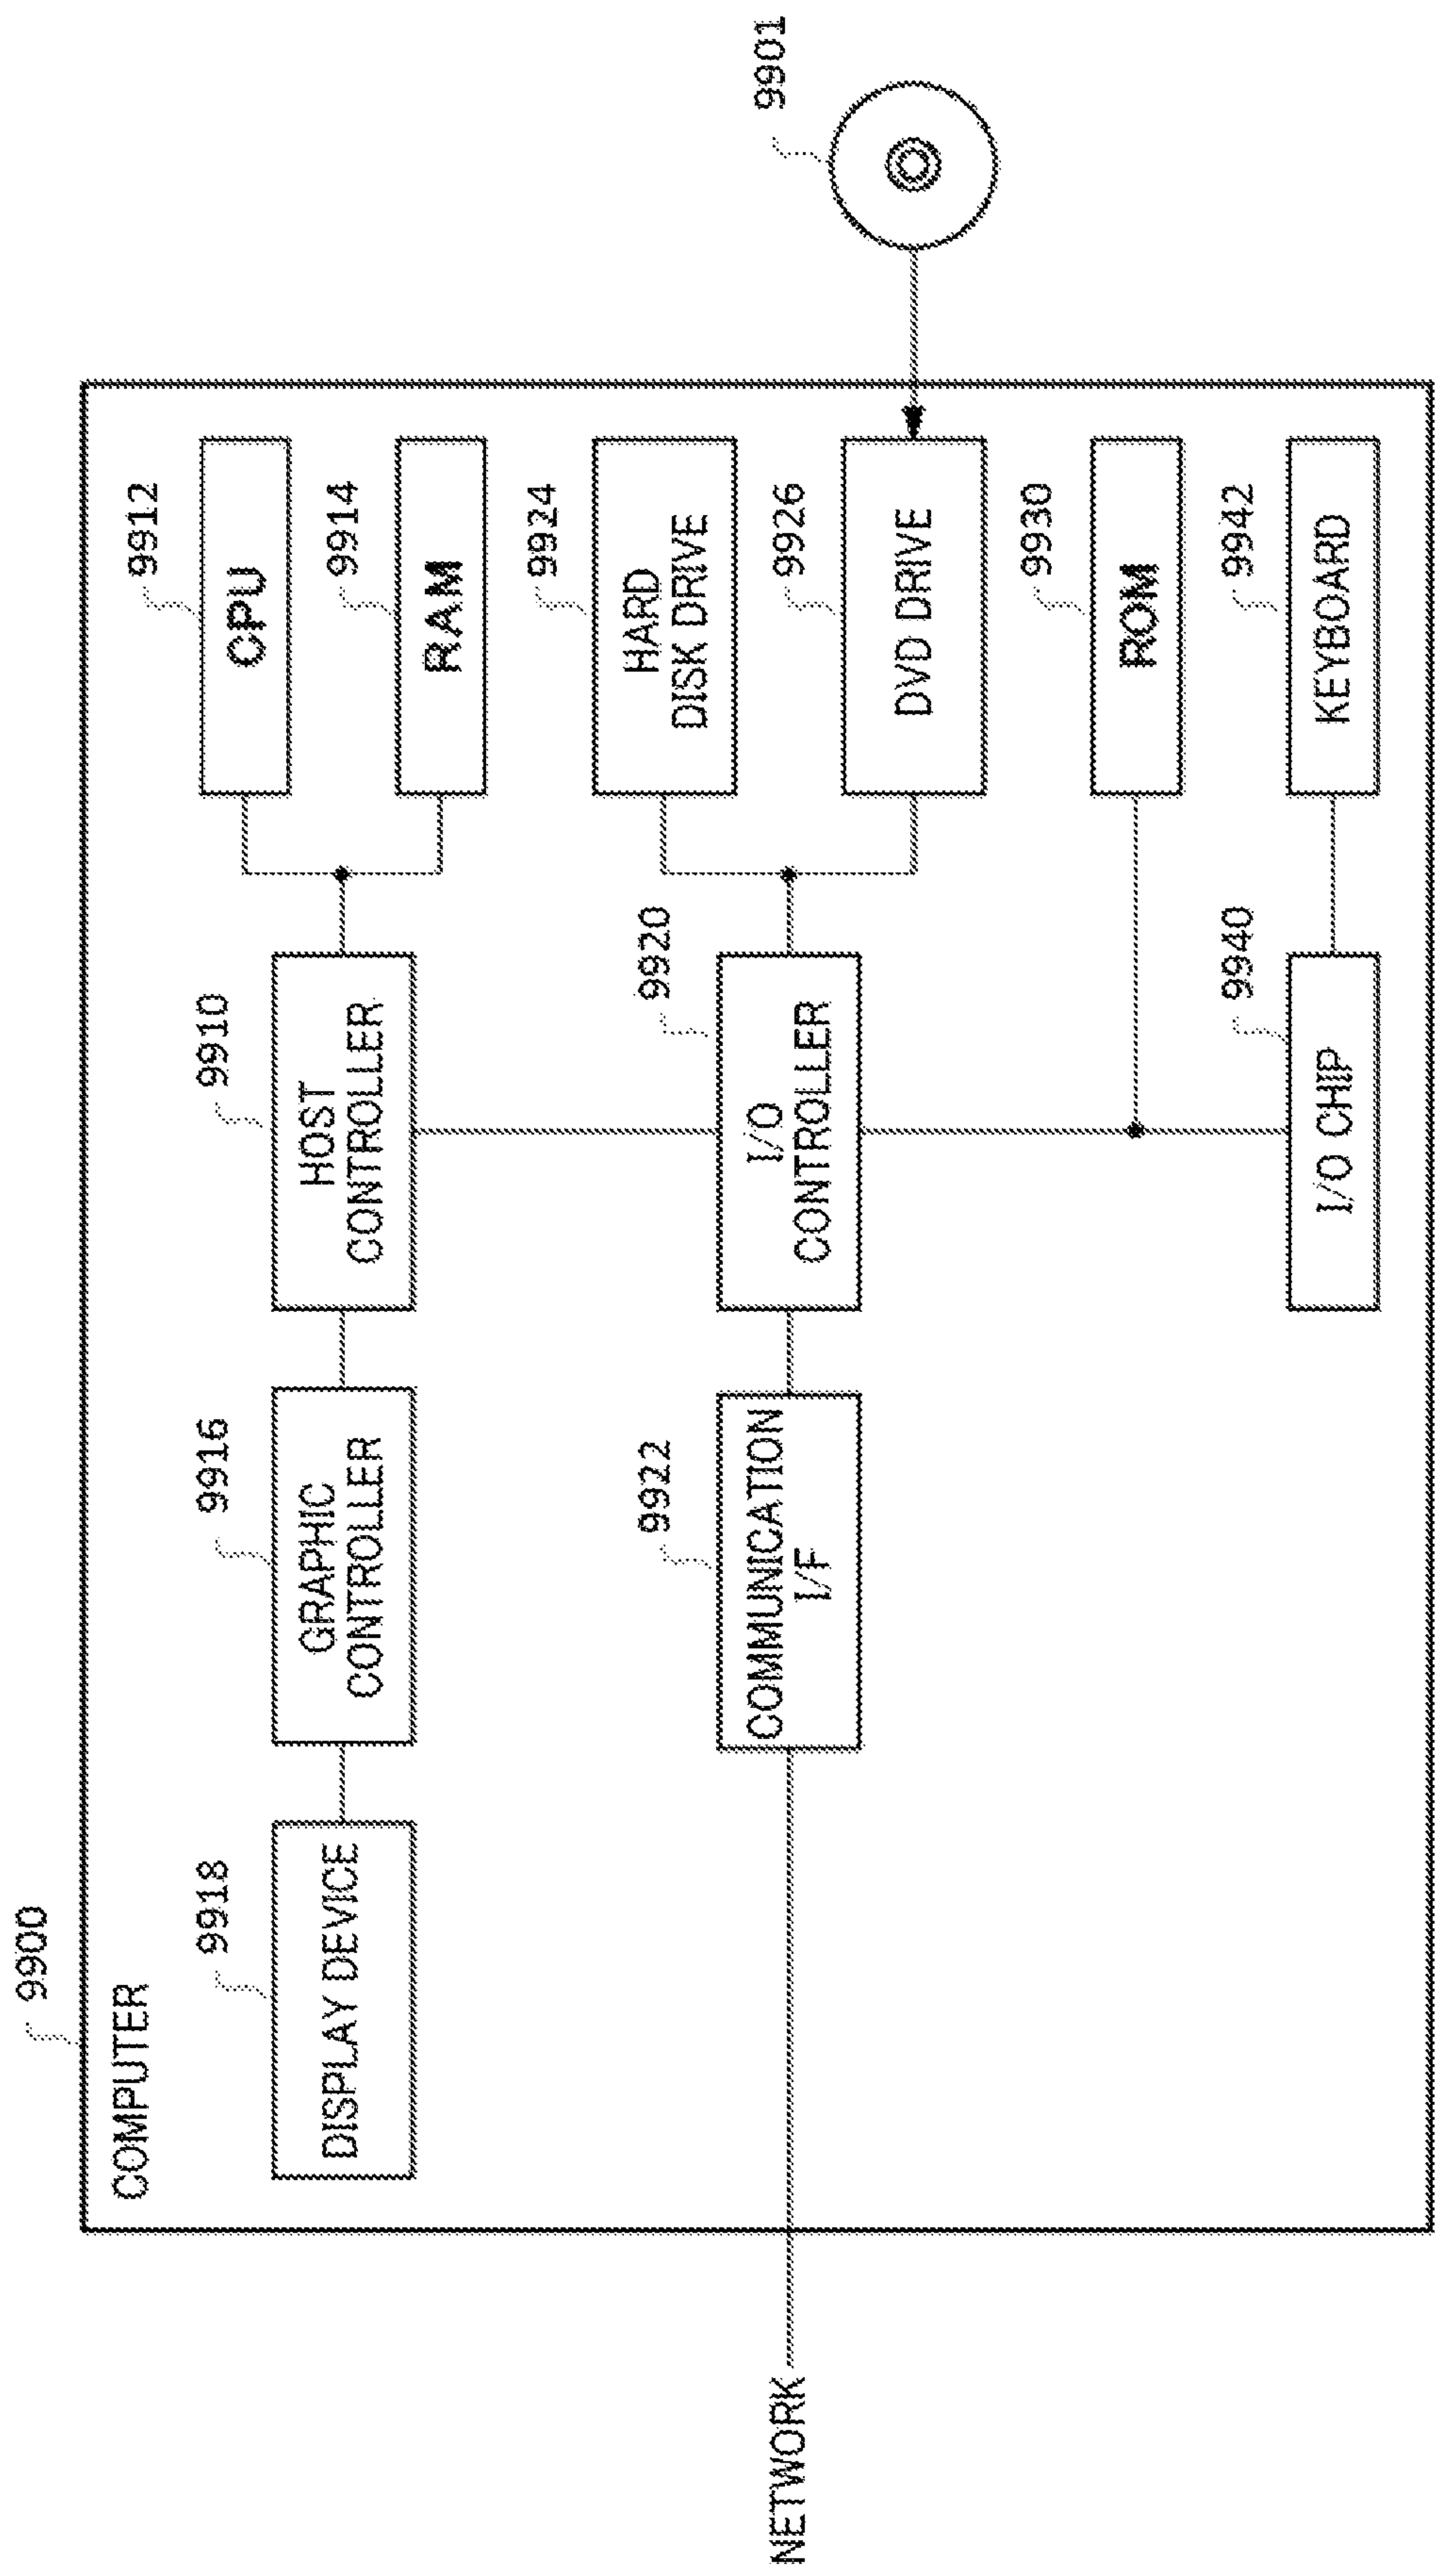 9900
COMPUTER
9918
DISPLAY DEVICE
9916
GRAPHIC
CONTROLLER
9910
HOST
CONTROLLER
9912
CPU
9914
RAM
NETWORK
9922
COMMUNICATION
I/F
9920
I/O
CONTROLLER
9924
HARD
DISK DRIVE
9926
DVD DRIVE
9901
9930
ROM
9940
I/O CHIP
9942
KEYBOARD